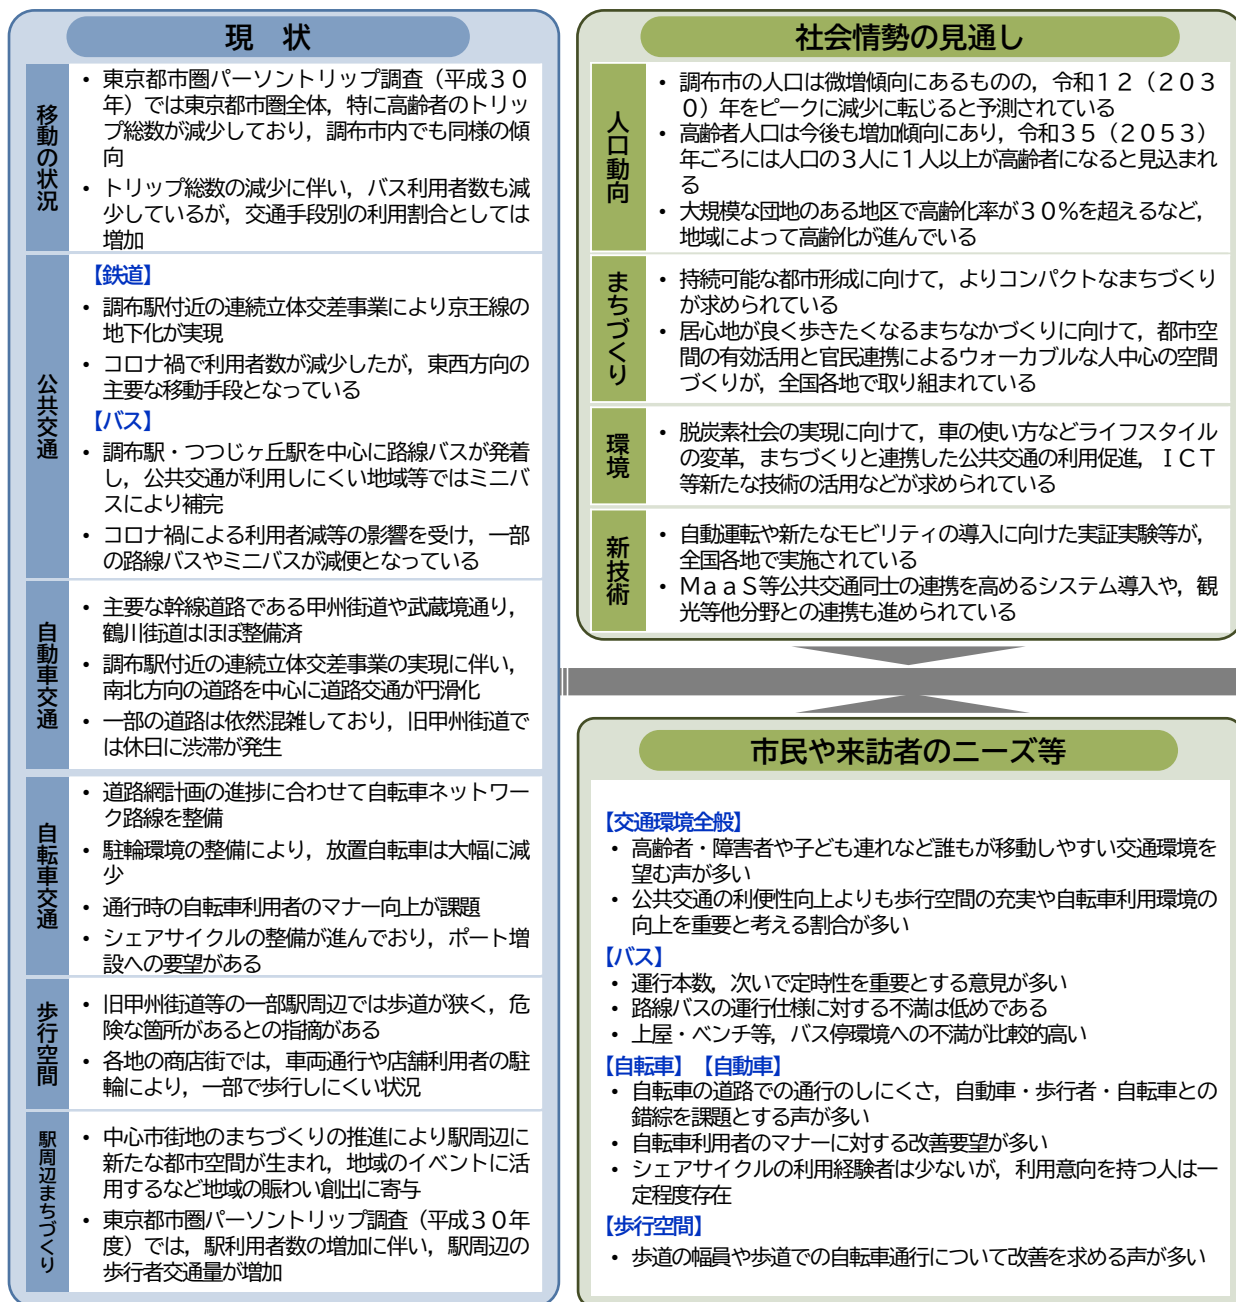 現　状
移動の状況
• 東京都市圏パーソントリップ調査（平成３０
年）では東京都市圏全体，特に高齢者のトリッ
プ総数が減少しており，調布市内でも同様の傾
向
• トリップ総数の減少に伴い，バス利用者数も減
少しているが，交通手段別の利用割合としては
増加
公共交通
【鉄道】
• 調布駅付近の連続立体交差事業により京王線の
地下化が実現
• コロナ禍で利用者数が減少したが，東西方向の
主要な移動手段となっている
【バス】
• 調布駅・つつじヶ丘駅を中心に路線バスが発着
し，公共交通が利用しにくい地域等ではミニバ
スにより補完
• コロナ禍による利用者減等の影響を受け，一部
の路線バスやミニバスが減便となっている
自動車交通
• 主要な幹線道路である甲州街道や武蔵境通り，
鶴川街道はほぼ整備済
• 調布駅付近の連続立体交差事業の実現に伴い，
南北方向の道路を中心に道路交通が円滑化
• 一部の道路は依然混雑しており，旧甲州街道で
は休日に渋滞が発生
自転車交通
• 道路網計画の進捗に合わせて自転車ネットワー
ク路線を整備
• 駐輪環境の整備により，放置自転車は大幅に減
少
• 通行時の自転車利用者のマナー向上が課題
• シェアサイクルの整備が進んでおり，ポート増
設への要望がある
歩行空間
• 旧甲州街道等の一部駅周辺では歩道が狭く，危
険な箇所があるとの指摘がある
• 各地の商店街では，車両通行や店舗利用者の駐
輪により，一部で歩行しにくい状況
駅周辺まちづくり
• 中心市街地のまちづくりの推進により駅周辺に
新たな都市空間が生まれ，地域のイベントに活
用するなど地域の賑わい創出に寄与
• 東京都市圏パーソントリップ調査（平成３０年
度）では，駅利用者数の増加に伴い，駅周辺の
歩行者交通量が増加
社会情勢の見通し
人口動向
• 調布市の人口は微増傾向にあるものの，令和１２（２０３
０）年をピークに減少に転じると予測されている
• 高齢者人口は今後も増加傾向にあり，令和３５（２０５３）
年ごろには人口の３人に１人以上が高齢者になると見込まれ
る
• 大規模な団地のある地区で高齢化率が３０％を超えるなど，
地域によって高齢化が進んでいる
まちづくり
• 持続可能な都市形成に向けて，よりコンパクトなまちづくり
が求められている
• 居心地が良く歩きたくなるまちなかづくりに向けて，都市空
間の有効活用と官民連携によるウォーカブルな人中心の空間
づくりが，全国各地で取り組まれている
環境
• 脱炭素社会の実現に向けて，車の使い方などライフスタイル
の変革，まちづくりと連携した公共交通の利用促進，ＩＣＴ
等新たな技術の活用などが求められている
新技術
• 自動運転や新たなモビリティの導入に向けた実証実験等が，
全国各地で実施されている
• ＭａａＳ等公共交通同士の連携を高めるシステム導入や，観
光等他分野との連携も進められている
市民や来訪者のニーズ等
【交通環境全般】
• 高齢者・障害者や子ども連れなど誰もが移動しやすい交通環境を
望む声が多い
• 公共交通の利便性向上よりも歩行空間の充実や自転車利用環境の
向上を重要と考える割合が多い
【バス】
• 運行本数，次いで定時性を重要とする意見が多い
• 路線バスの運行仕様に対する不満は低めである
• 上屋・ベンチ等，バス停環境への不満が比較的高い
【自転車】【自動車】
• 自転車の道路での通行のしにくさ，自動車・歩行者・自転車との
錯綜を課題とする声が多い
• 自転車利用者のマナーに対する改善要望が多い
• シェアサイクルの利用経験者は少ないが，利用意向を持つ人は一
定程度存在
【歩行空間】
• 歩道の幅員や歩道での自転車通行について改善を求める声が多い